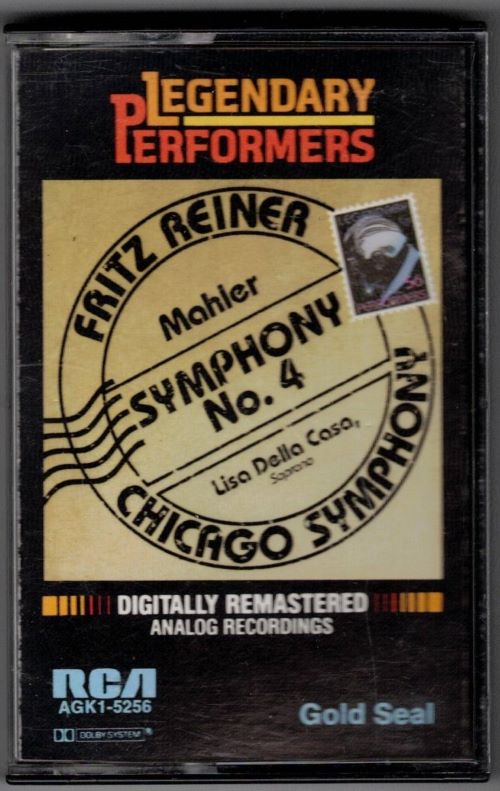 LEGENDARY
PERFORMERS
FRITZ REINER
Mahler
SYMPHONY
No. 4
Lisa Della Casa,
Soprano
CHICAGO SYMPHONY
DIGITALLY REMASTERED
ANALOG RECORDINGS
RCA
AGK1-5256
Gold Seal
DOLBY SYSTEM